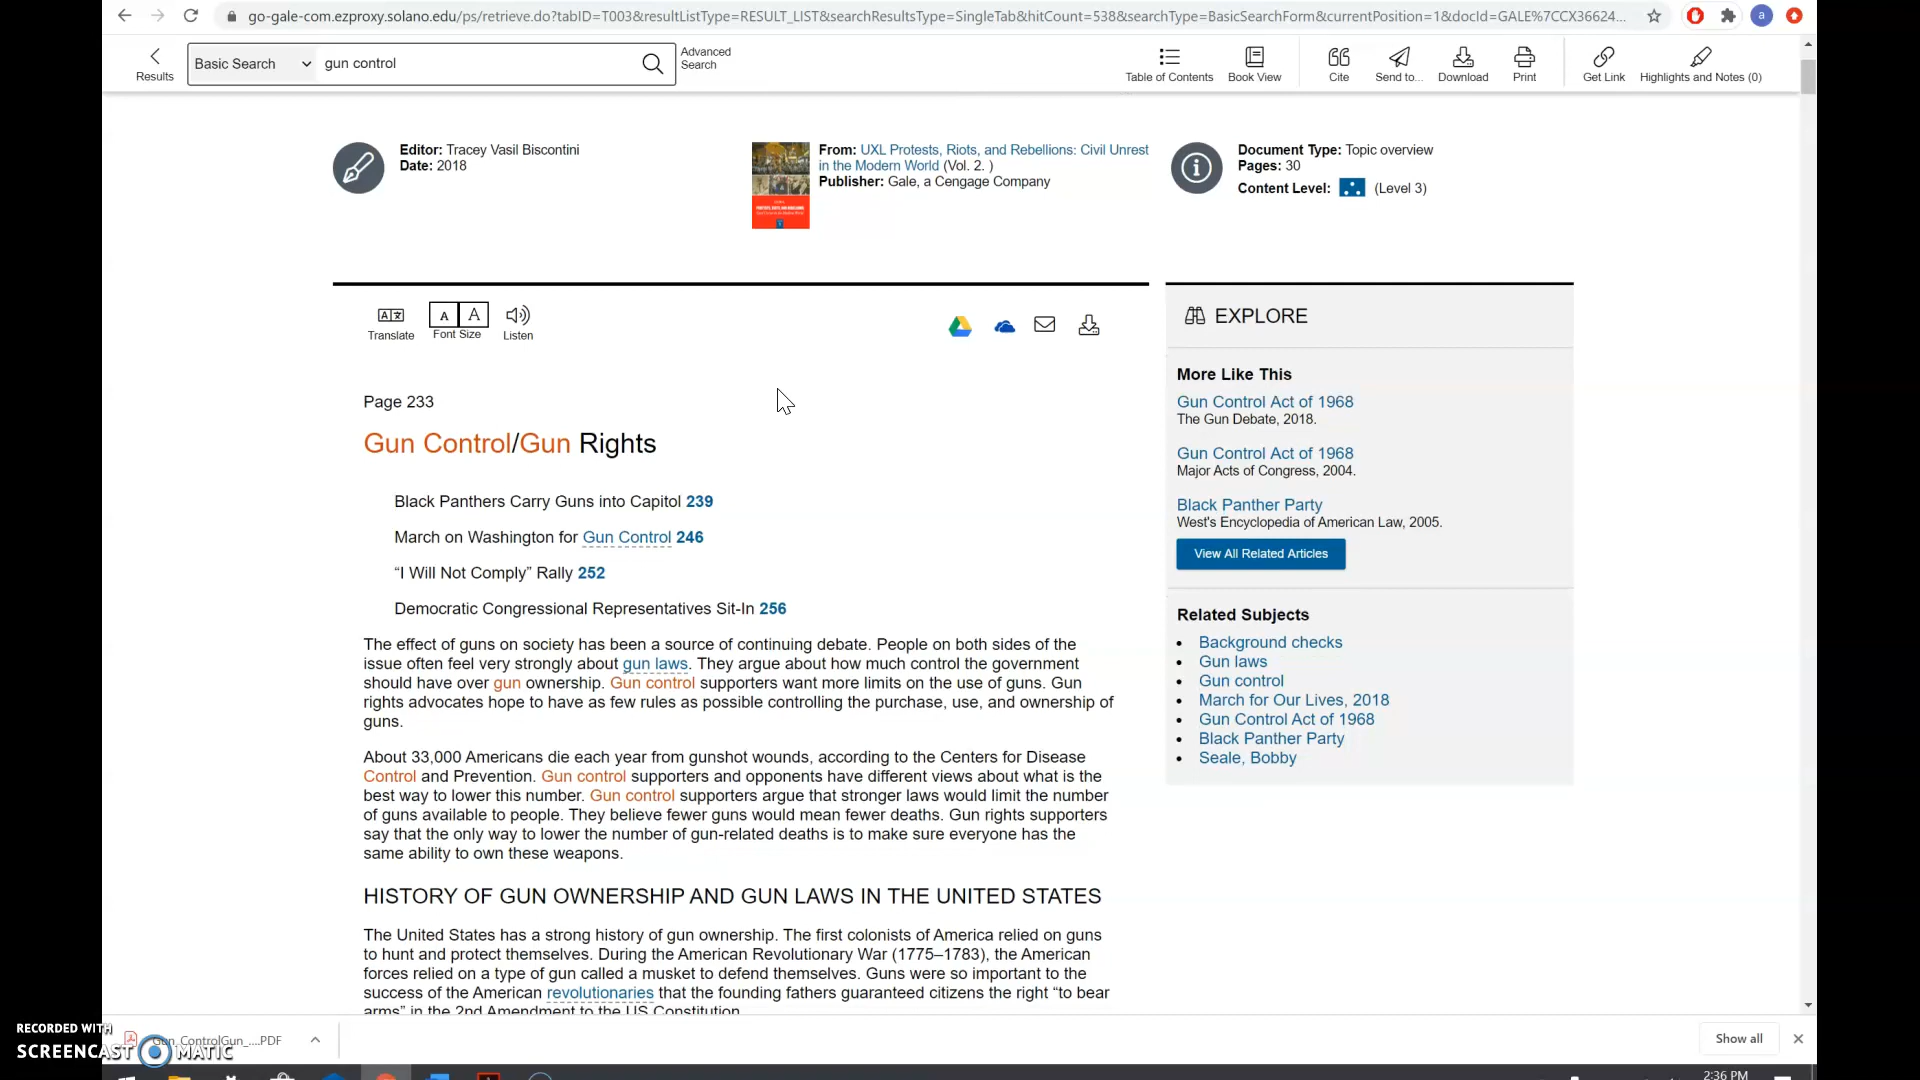 go-gale-com.ezproxy.solano.edu/ps/retrieve.do?tabID=T003&resultListType=RESULT_LIST&searchResultsType=SingleTab&hitCount=538&searchType=BasicSearchForm&currentPosition=1&docId=GALE%7CCX36624... a
Results Basic Search gun control Advanced
Search
Table of Contents Book View Cite Send to... Download Print Get Link Highlights and Notes (0)
Editor: Tracey Vasil Biscontini
Date: 2018
From: UXL Protests, Riots, and Rebellions: Civil Unrest
in the Modern World (Vol. 2. )
Publisher: Gale, a Cengage Company
Document Type: Topic overview
Pages: 30
Content Level: (Level 3)
Translate
A A
Font Size
Listen
Page 233
Gun Control/Gun Rights
Black Panthers Carry Guns into Capitol 239
March on Washington for Gun Control 246
“I Will Not Comply” Rally 252
Democratic Congressional Representatives Sit-In 256
The effect of guns on society has been a source of continuing debate. People on both sides of the
issue often feel very strongly about gun laws. They argue about how much control the government
should have over gun ownership. Gun control supporters want more limits on the use of guns. Gun
rights advocates hope to have as few rules as possible controlling the purchase, use, and ownership of
guns.
About 33,000 Americans die each year from gunshot wounds, according to the Centers for Disease
Control and Prevention. Gun control supporters and opponents have different views about what is the
best way to lower this number. Gun control supporters argue that stronger laws would limit the number
of guns available to people. They believe fewer guns would mean fewer deaths. Gun rights supporters
say that the only way to lower the number of gun-related deaths is to make sure everyone has the
same ability to own these weapons.
HISTORY OF GUN OWNERSHIP AND GUN LAWS IN THE UNITED STATES
The United States has a strong history of gun ownership. The first colonists of America relied on guns
to hunt and protect themselves. During the American Revolutionary War (1775–1783), the American
forces relied on a type of gun called a musket to defend themselves. Guns were so important to the
success of the American revolutionaries that the founding fathers guaranteed citizens the right “to bear
arms” in the 2nd Amendment to the US Constitution.
EXPLORE
More Like This
Gun Control Act of 1968
The Gun Debate, 2018.
Gun Control Act of 1968
Major Acts of Congress, 2004.
Black Panther Party
West's Encyclopedia of American Law, 2005.
View All Related Articles
Related Subjects
Background checks
Gun laws
Gun control
March for Our Lives, 2018
Gun Control Act of 1968
Black Panther Party
Seale, Bobby
Gun_ControlGun_....PDF
Show all
RECORDED WITH
SCREENCAST MATIC
2:36 PM